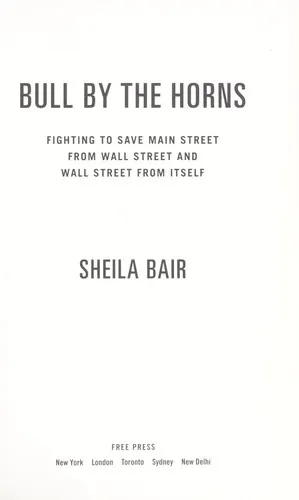 BULL BY THE HORNS
FIGHTING TO SAVE MAIN STREET
FROM WALL STREET AND
WALL STREET FROM ITSELF
SHEILA BAIR
FREE PRESS
New York London Toronto Sydney New Delhi